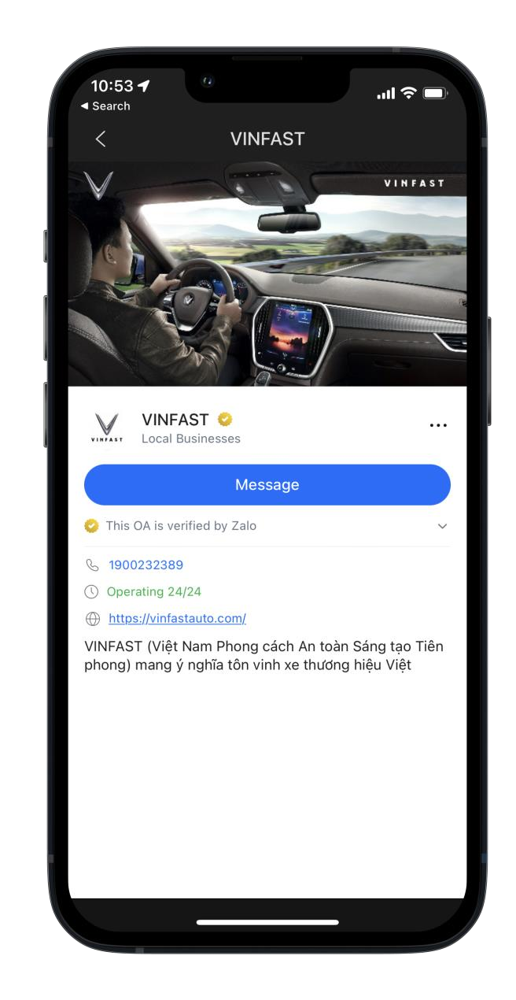 10:53
◀ Search
VINFAST
VINFAST
VINFAST
VINFAST
Local Businesses
Message
This OA is verified by Zalo
1900232389
Operating 24/24
https://vinfastauto.com/
VINFAST (Việt Nam Phong cách An toàn Sáng tạo Tiên
phong) mang ý nghĩa tôn vinh xe thương hiệu Việt